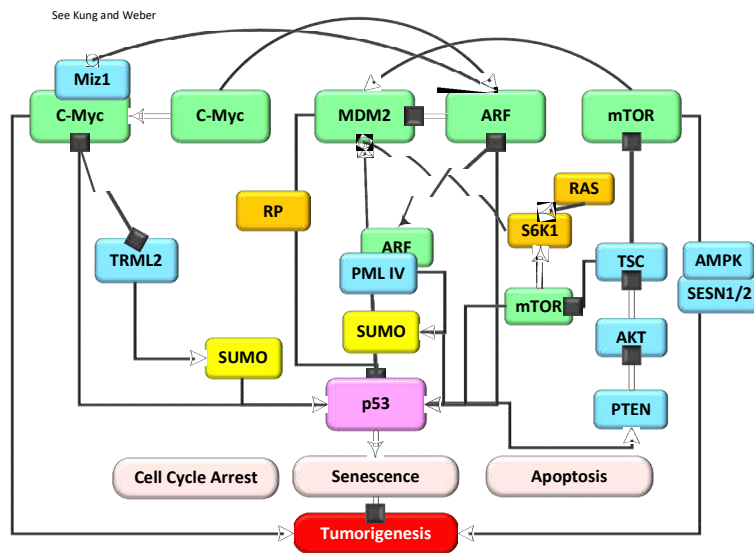 See Kung and Weber
Miz1
C-Myc
C-Myc
MDM2
ARF
mTOR
RAS
RP
S6K1
ARF
TRML2
PML IV
TSC
AMPK
SESN1/2
mTOR
SUMO
AKT
SUMO
p53
PTEN
Cell Cycle Arrest
Senescence
Apoptosis
Tumorigenesis